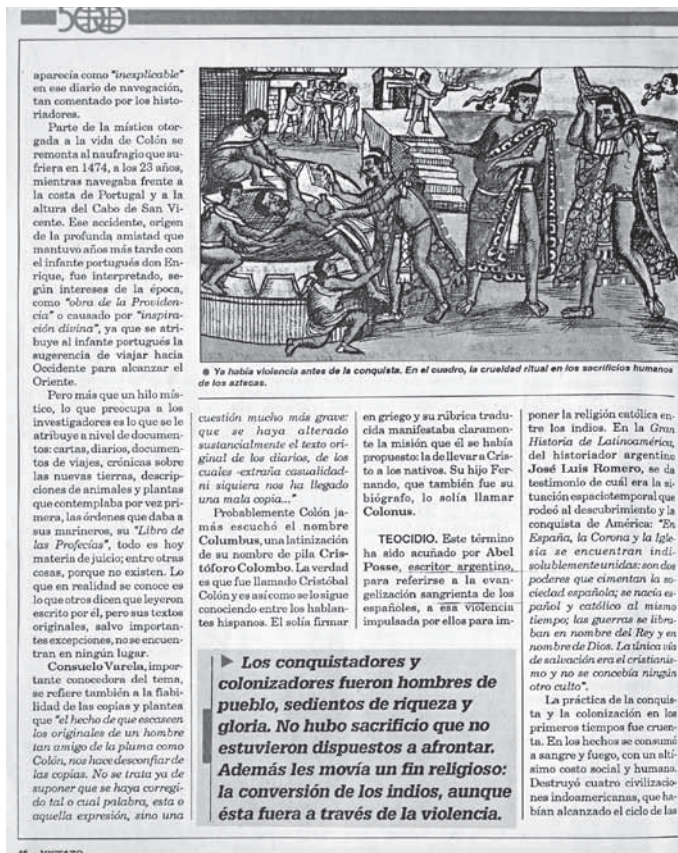 500
aparecía como "inexplicable"
en ese diario de navegación,
tan comentado por los histo-
riadores.
Parte de la mística otor-
gada a la vida de Colón se
remonta al naufragio que su-
friera en 1474, a los 23 años,
mientras navegaba frente a
la costa de Portugal y a la
altura del Cabo de San Vi-
cente. Ese accidente, origen
de la profunda amistad que
mantuvo años más tarde con
el infante portugués don En-
rique, fue interpretado, se-
gún intereses de la época,
como "obra de la Providen-
cia" o causado por "inspira-
ción divina", ya que se atri-
buye al infante portugués la
sugerencia de viajar hacia
Occidente para alcanzar el
Oriente.
Pero más que un hilo mís-
tico, lo que preocupa a los
investigadores es lo que se le
atribuye a nivel de documen-
tos: cartas, diarios, documen-
tos de viajes, crónicas sobre
las nuevas tierras, descrip-
ciones de animales y plantas
que contemplaba por vez pri-
mera, las órdenes que daba a
sus marineros, su "Libro de
las Profecías", todo es hoy
materia de juicio; entre otras
cosas, porque no existen. Lo
que en realidad se conoce es
lo que otros dicen que leyeron
escrito por él, pero sus textos
originales, salvo importan-
tes excepciones, no se encuen-
tran en ningún lugar.
Consuelo Varela, impor-
tante conocedora del tema,
se refiere también a la fiabi-
lidad de las copias y plantea
que "el hecho de que escaseen
los originales de un hombre
tan amigo de la pluma como
Colón, nos hace desconfiar de
las copias. No se trata ya de
suponer que se haya corregi-
do tal o cual palabra, esta o
aquella expresión, sino una
● Ya había violencia antes de la conquista. En el cuadro, la crueldad ritual en los sacrificios humanos
de los aztecas.
cuestión mucho más grave:
que se haya alterado
sustancialmente el texto ori-
ginal de los diarios, de los
cuales -extraña casualidad-
ni siquiera nos ha llegado
una mala copia..."
Probablemente Colón ja-
más escuchó el nombre
Columbus, una latinización
de su nombre de pila Cris-
tóforo Colombo. La verdad
es que fue llamado Cristóbal
Colón y es así como se lo sigue
conociendo entre los hablan-
tes hispanos. El solía firmar
en griego y su rúbrica tradu-
cida manifestaba claramen-
te la misión que él se había
propuesto: la de llevar a Cris-
to a los nativos. Su hijo Fer-
nando, que también fue su
biógrafo, lo solía llamar
Colonus.
TEOCIDIO. Este término
ha sido acuñado por Abel
Posse, escritor argentino,
para referirse a la evan-
gelización sangrienta de los
españoles, a esa violencia
impulsada por ellos para im-
poner la religión católica en-
tre los indios. En la Gran
Historia de Latinoamérica,
del historiador argentino
José Luis Romero, se da
testimonio de cuál era la si-
tuación espaciotemporal que
rodeó al descubrimiento y la
conquista de América: "En
España, la Corona y la Igle-
sia se encuentran indi-
solublemente unidas: son dos
poderes que cimentan la so-
ciedad española; se nacía es-
pañol y católico al mismo
tiempo; las guerras se libra-
ban en nombre del Rey y en
nombre de Dios. La única vía
de salvación era el cristianis-
mo y no se concebía ningún
otro culto".
La práctica de la conquis-
ta y la colonización en los
primeros tiempos fue cruen-
ta. En los hechos se consumó
a sangre y fuego, con un altí-
simo costo social y humano.
Destruyó cuatro civilizacio-
nes indoamericanas, que ha-
bían alcanzado el ciclo de las
▶ Los conquistadores y
colonizadores fueron hombres de
pueblo, sedientos de riqueza y
gloria. No hubo sacrificio que no
estuvieron dispuestos a afrontar.
Además les movía un fin religioso:
la conversión de los indios, aunque
ésta fuera a través de la violencia.